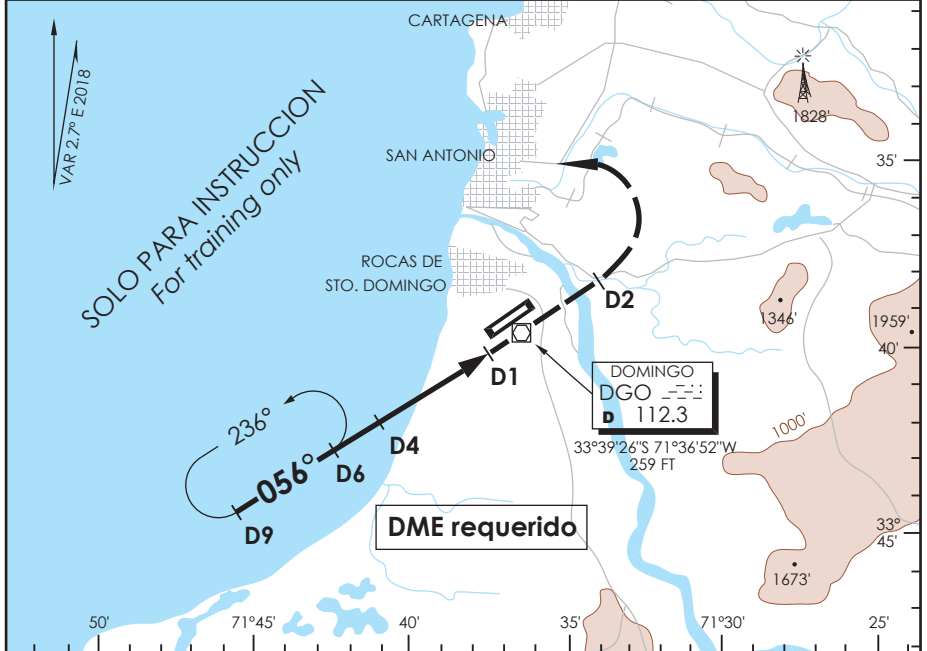 CARTAGENA
VAR 2.7° E 2018
1828'
SOLO PARA INSTRUCCION
For training only
SAN ANTONIO
35'
ROCAS DE
STO. DOMINGO
D2
1346'
1959'
40'
D1
DOMINGO
DGO
D 112.3
33°39'26"S 71°36'52"W
259 FT
1000'
236°
D4
056°
D6
D9
DME requerido
33°
45'
1673'
50'
71°45'
40'
35'
71°30'
25'